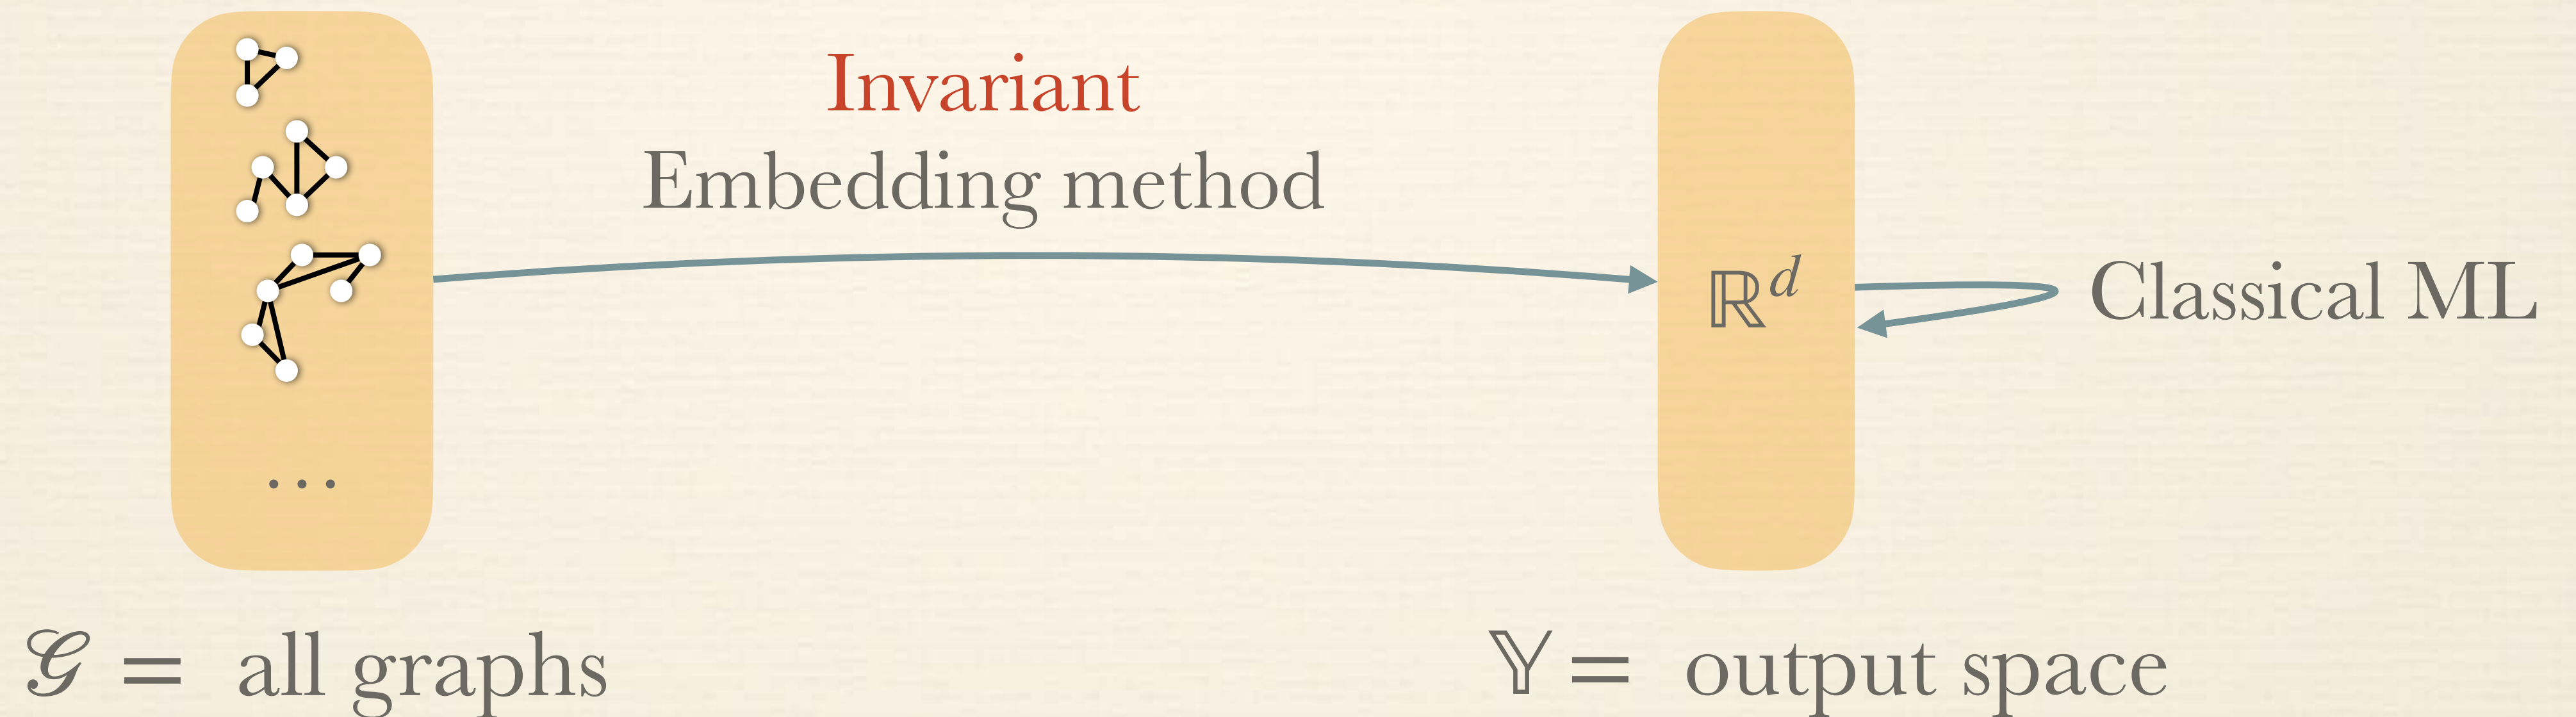 Invariant
Embedding method
ℝ^d
Classical ML
. . .
𝒢 = all graphs
𝕐 = output space